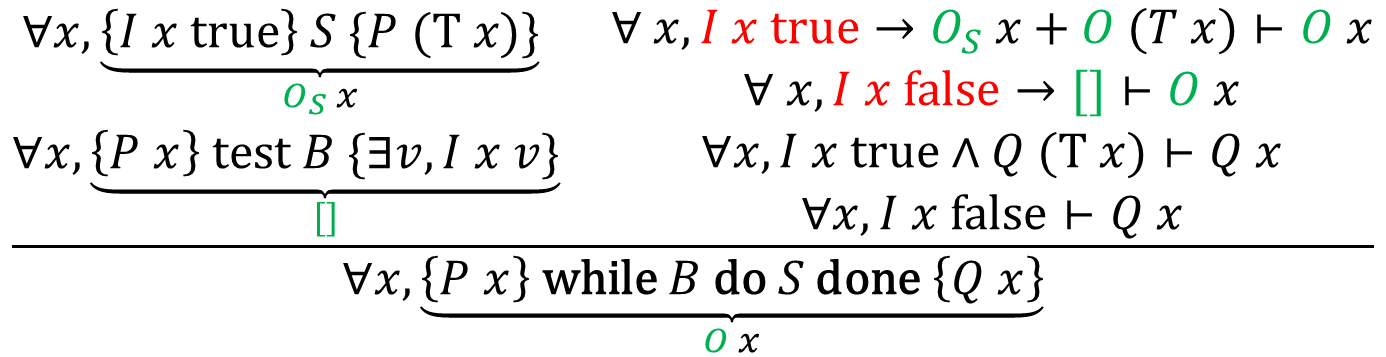 ∀x, {I x true} S {P (T x)}
O_S x
∀x, {P x} test B {∃v, I x v}
[]
∀ x, I x true → O_S x + O (T x) ⊢ O x
∀ x, I x false → [] ⊢ O x
∀x, I x true ∧ Q (T x) ⊢ Q x
∀x, I x false ⊢ Q x
∀x, {P x} while B do S done {Q x}
O x